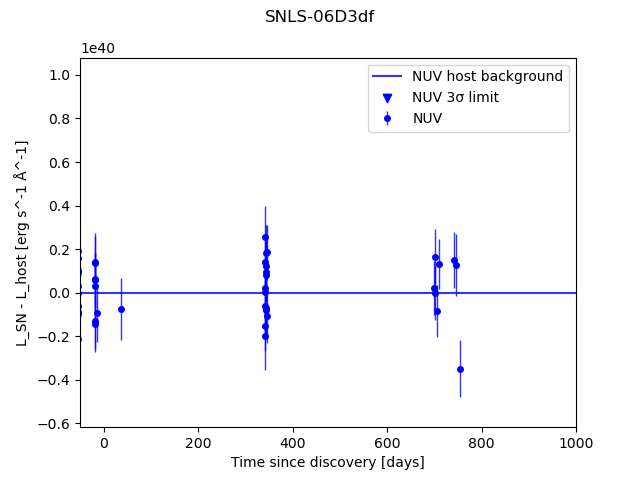 SNLS-06D3df
1e40
NUV host background
NUV 3σ limit
NUV
1.0
0.8
0.6
0.4
0.2
0.0
−0.2
−0.4
−0.6
L_SN - L_host [erg s^-1 Å^-1]
0
200
400
600
800
1000
Time since discovery [days]